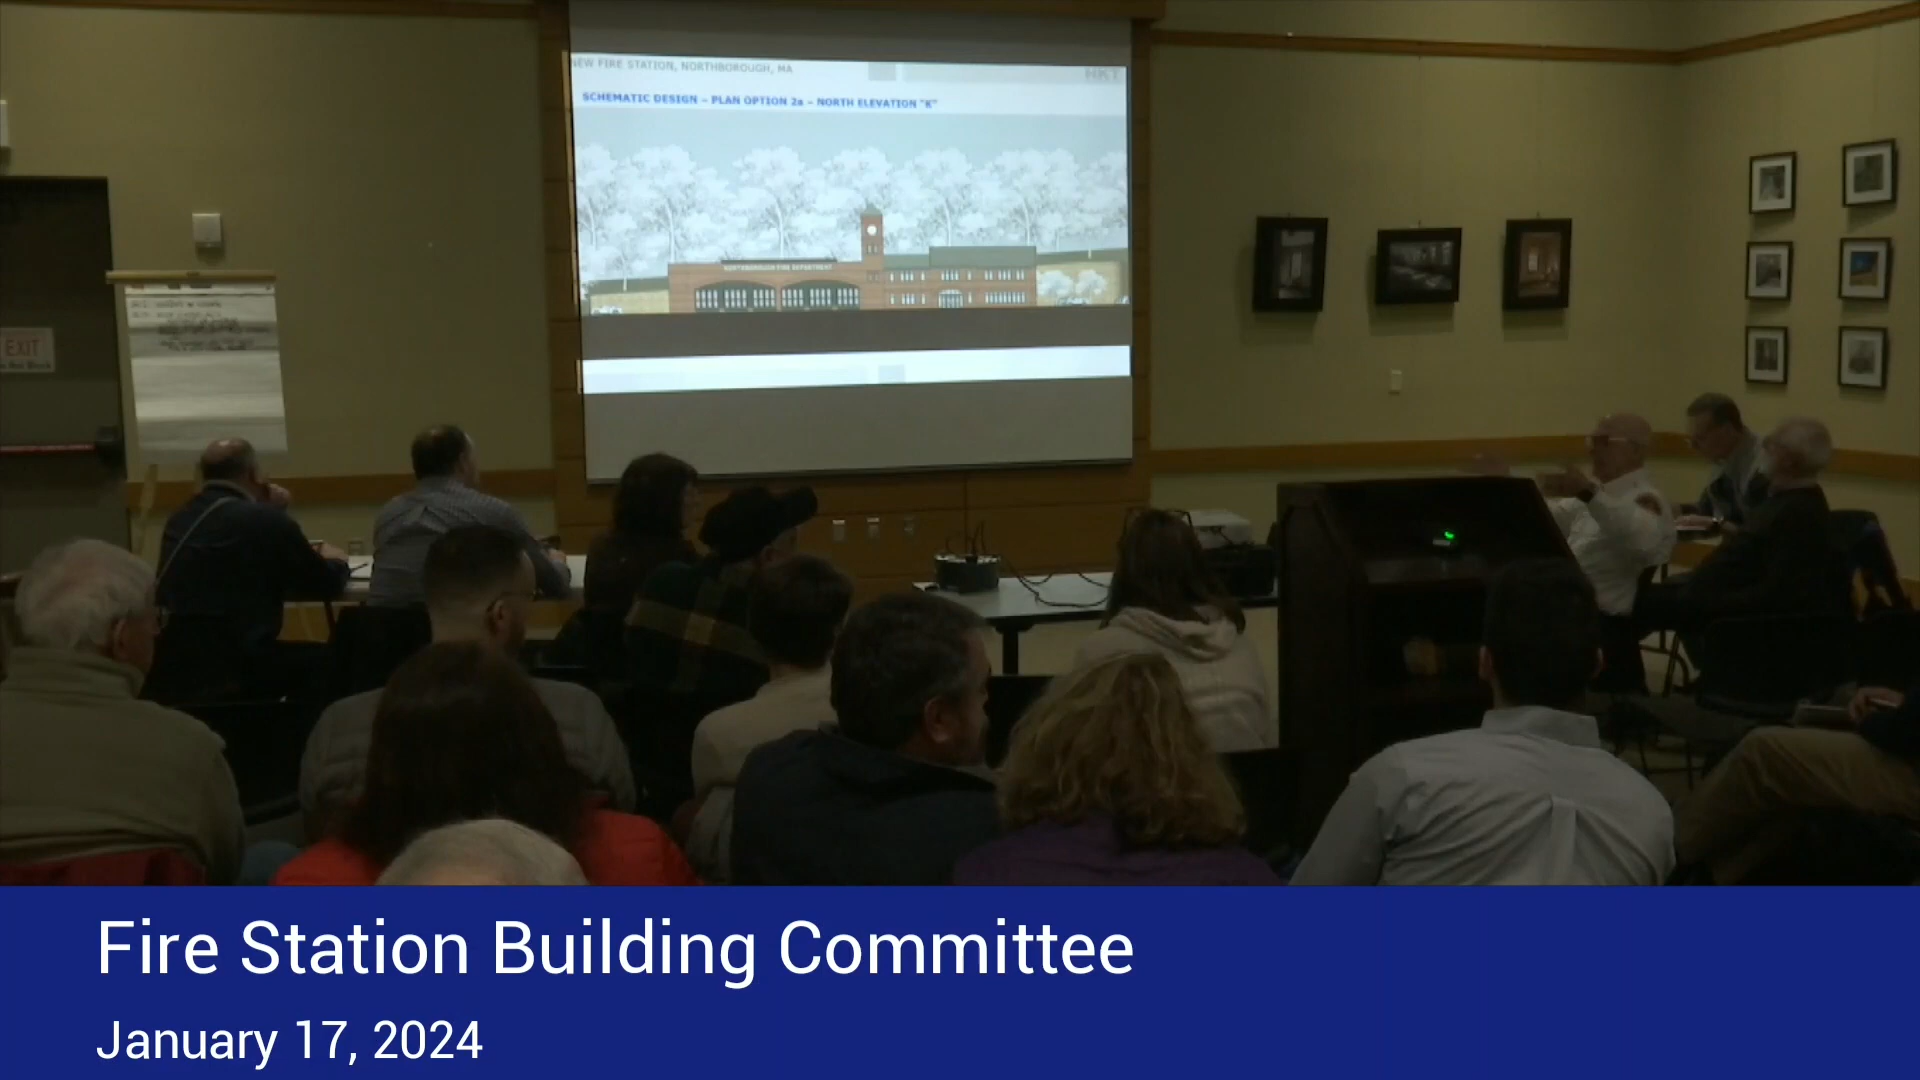 NEW FIRE STATION, NORTHBOROUGH, MA
HKT
SCHEMATIC DESIGN – PLAN OPTION 2a – NORTH ELEVATION "K"
NORTHBOROUGH FIRE DEPARTMENT
EXIT
Fire Station Building Committee
January 17, 2024